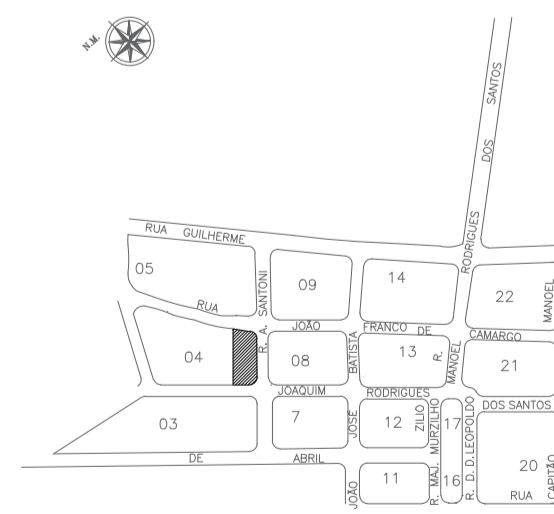 N.M.
SANTOS
DOS
RODRIGUES
RUA GUILHERME
05
R. A. SANTONI
09
14
22
MANOEL
RUA
JOÃO
FRANCO DE
CAMARGO
04
08
BATISTA
13
R.
MANOEL
21
JOAQUIM
RODRIGUES
DOS SANTOS
03
7
JOSÉ
12
ZILIO
R. MAJ. MURZILHO
17
R. D. D. LEOPOLDO
DE
ABRIL
JOÃO
11
16
20
CAPITÃO
RUA